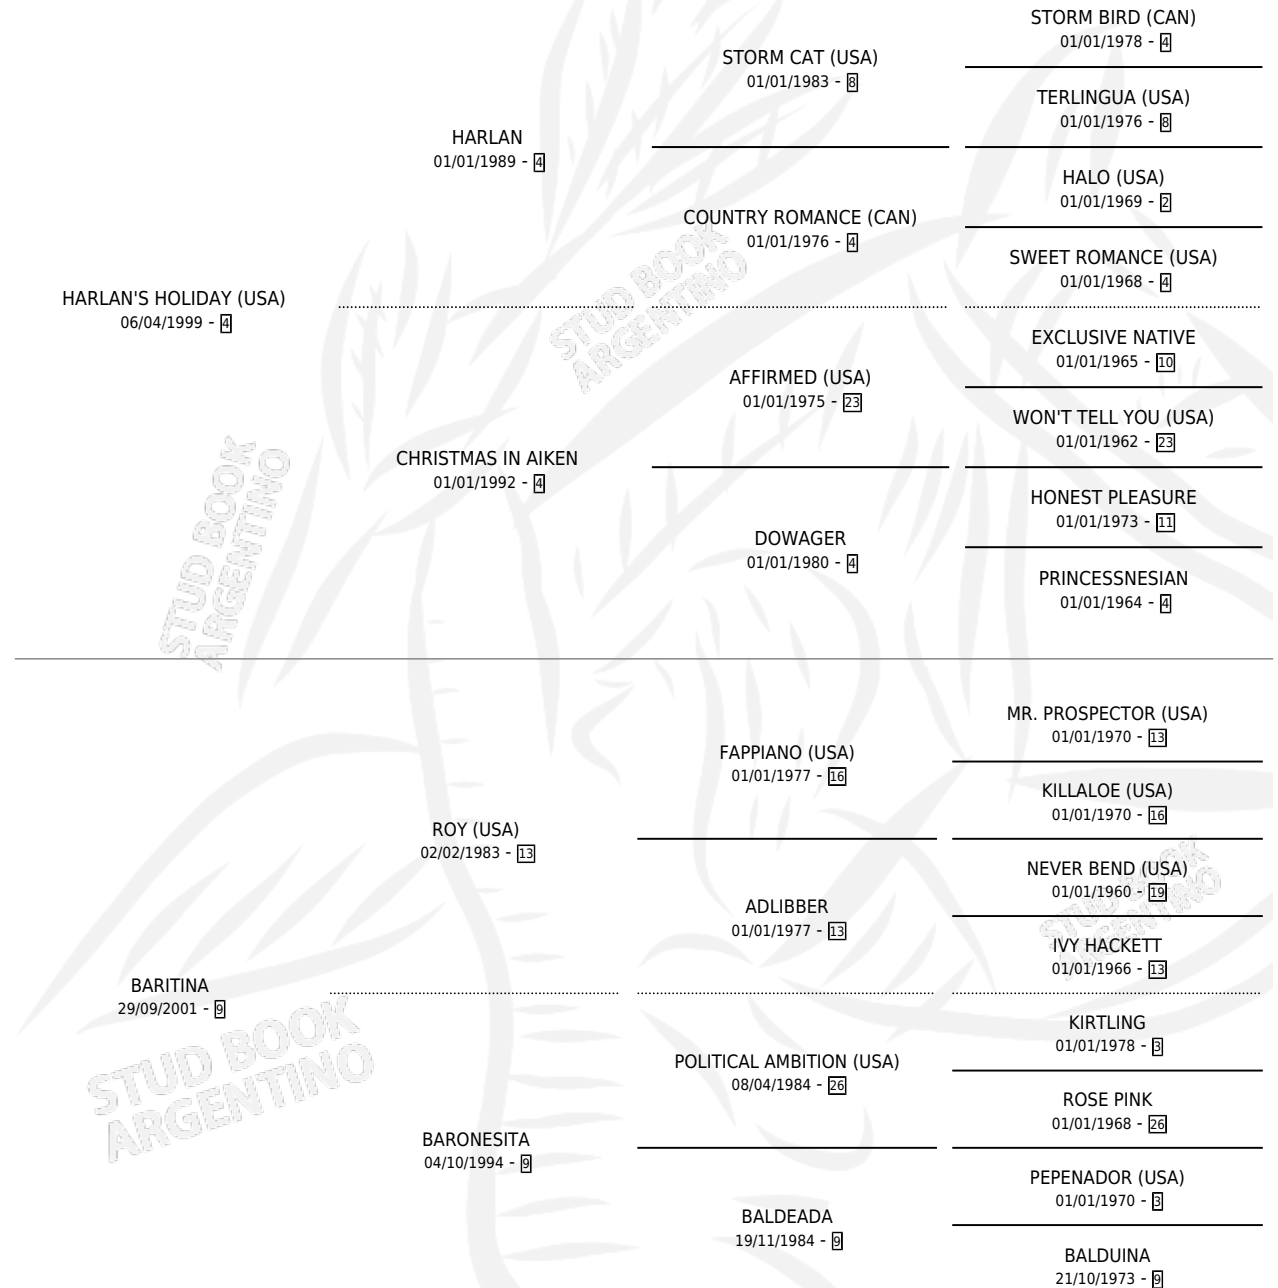 STORM BIRD (CAN)
01/01/1978 - 4
STORM CAT (USA)
01/01/1983 - 8
TERLINGUA (USA)
01/01/1976 - 8
HARLAN
01/01/1989 - 4
HALO (USA)
01/01/1969 - 2
COUNTRY ROMANCE (CAN)
01/01/1976 - 4
SWEET ROMANCE (USA)
01/01/1968 - 4
HARLAN'S HOLIDAY (USA)
06/04/1999 - 4
EXCLUSIVE NATIVE
01/01/1965 - 10
AFFIRMED (USA)
01/01/1975 - 23
WON'T TELL YOU (USA)
01/01/1962 - 23
CHRISTMAS IN AIKEN
01/01/1992 - 4
HONEST PLEASURE
01/01/1973 - 11
DOWAGER
01/01/1980 - 4
PRINCESSNESIAN
01/01/1964 - 4
MR. PROSPECTOR (USA)
01/01/1970 - 13
FAPPIANO (USA)
01/01/1977 - 16
KILLALOE (USA)
01/01/1970 - 16
ROY (USA)
02/02/1983 - 13
NEVER BEND (USA)
01/01/1960 - 19
ADLIBBER
01/01/1977 - 13
IVY HACKETT
01/01/1966 - 13
BARITINA
29/09/2001 - 9
KIRTLING
01/01/1978 - 3
POLITICAL AMBITION (USA)
08/04/1984 - 26
ROSE PINK
01/01/1968 - 26
BARONESITA
04/10/1994 - 9
PEPENADOR (USA)
01/01/1970 - 3
BALDEADA
19/11/1984 - 9
BALDUINA
21/10/1973 - 9
STUD BOOK
ARGENTINO
STUD BOOK
ARGENTINO
STUD BOOK
ARGENTINO
STUD BOOK
ARGENTINO